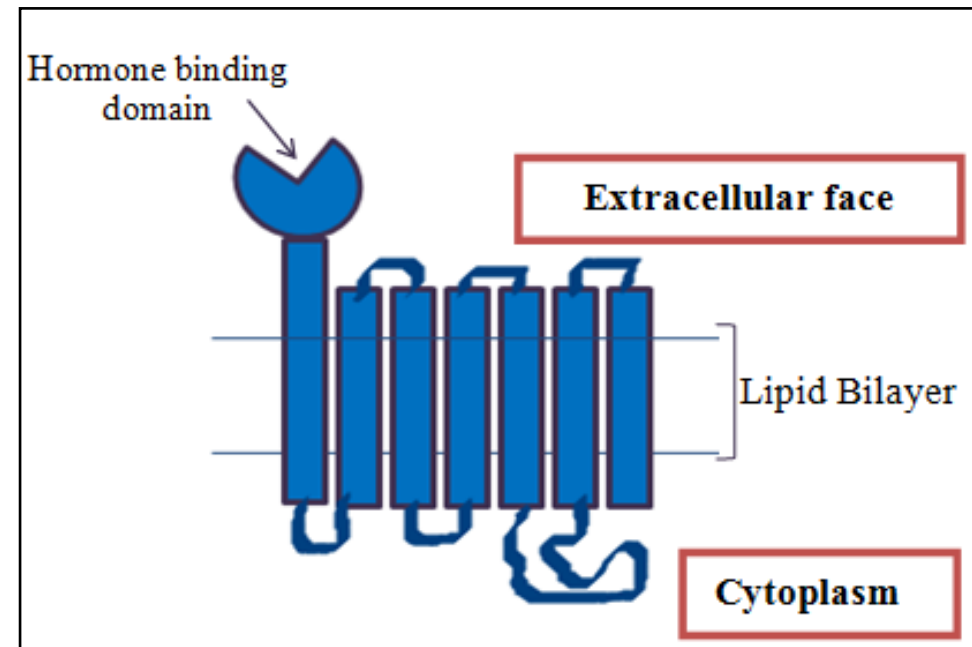 Hormone binding
domain
Extracellular face
Lipid Bilayer
Cytoplasm